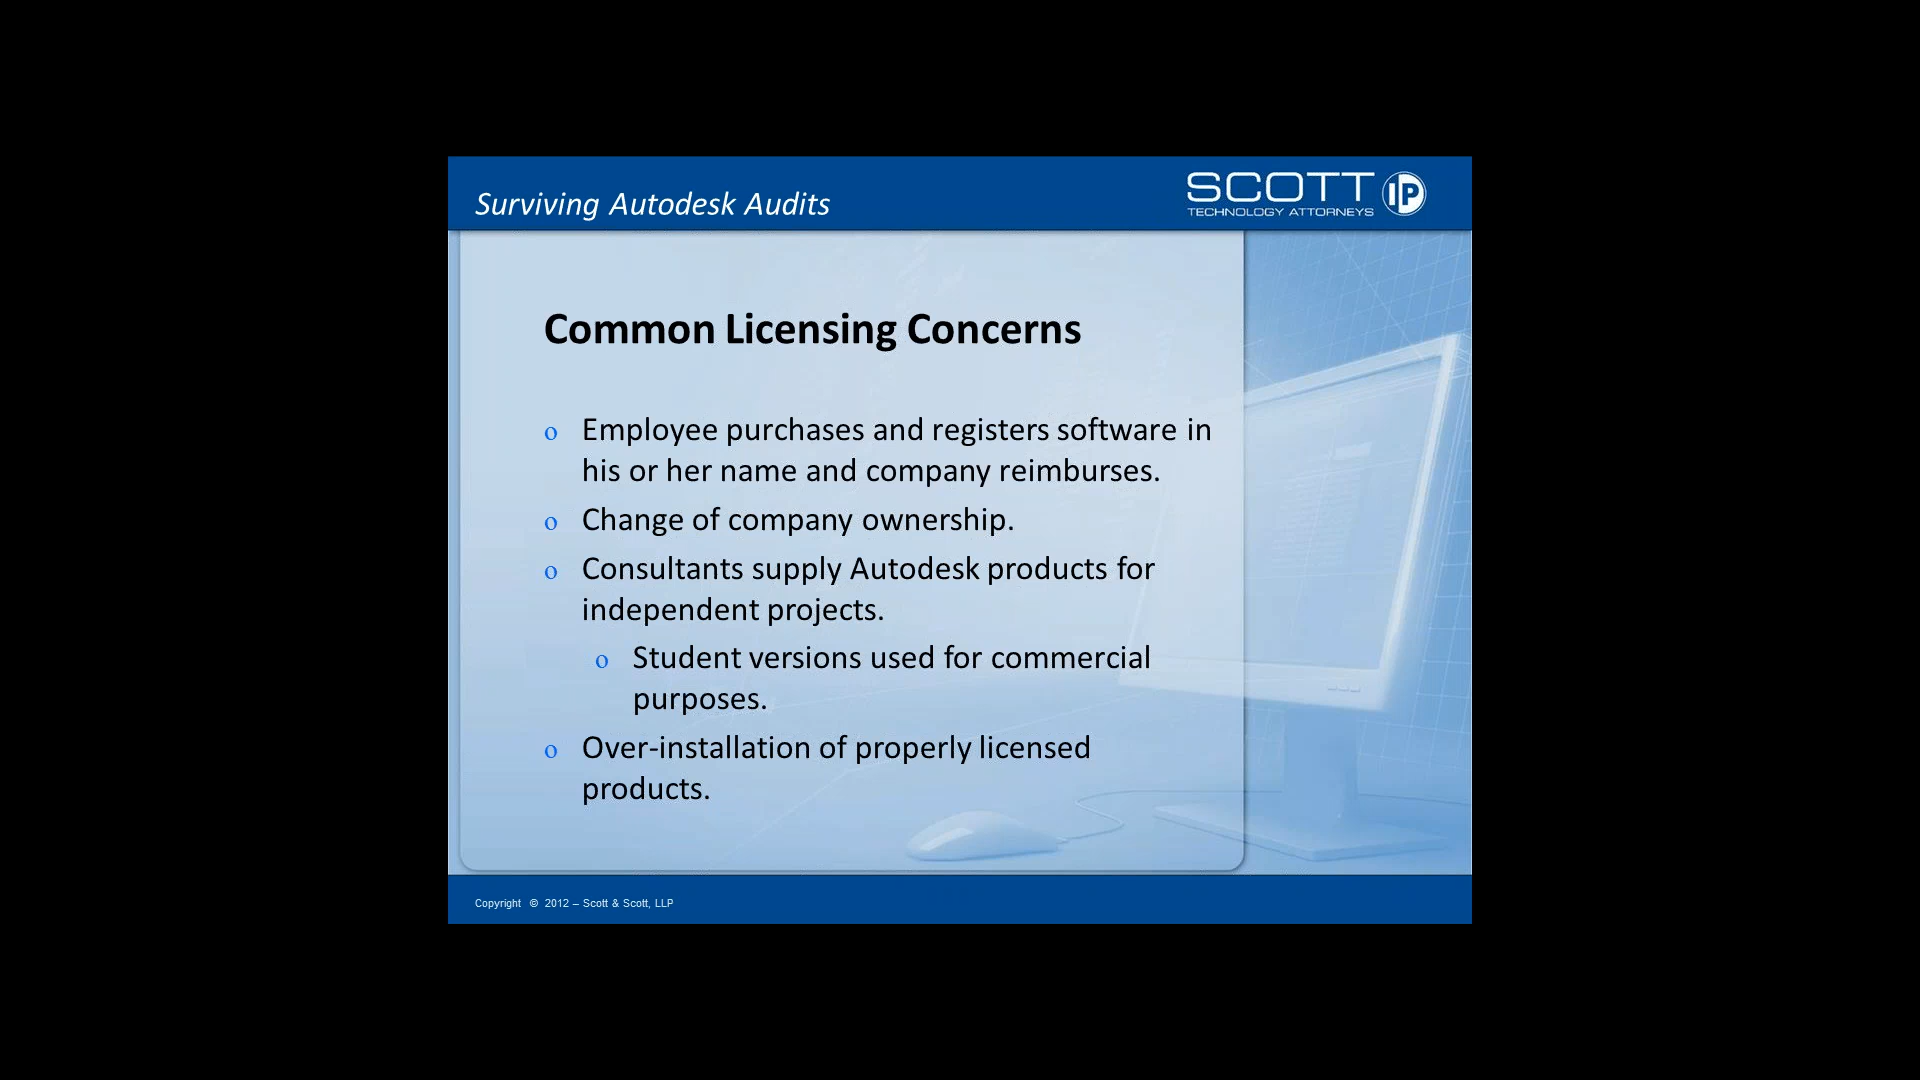 Surviving Autodesk Audits
SCOTT
TECHNOLOGY ATTORNEYS
IP
Common Licensing Concerns
o Employee purchases and registers software in
his or her name and company reimburses.
o Change of company ownership.
o Consultants supply Autodesk products for
independent projects.
o Student versions used for commercial
purposes.
o Over-installation of properly licensed
products.
Copyright © 2012 – Scott & Scott, LLP